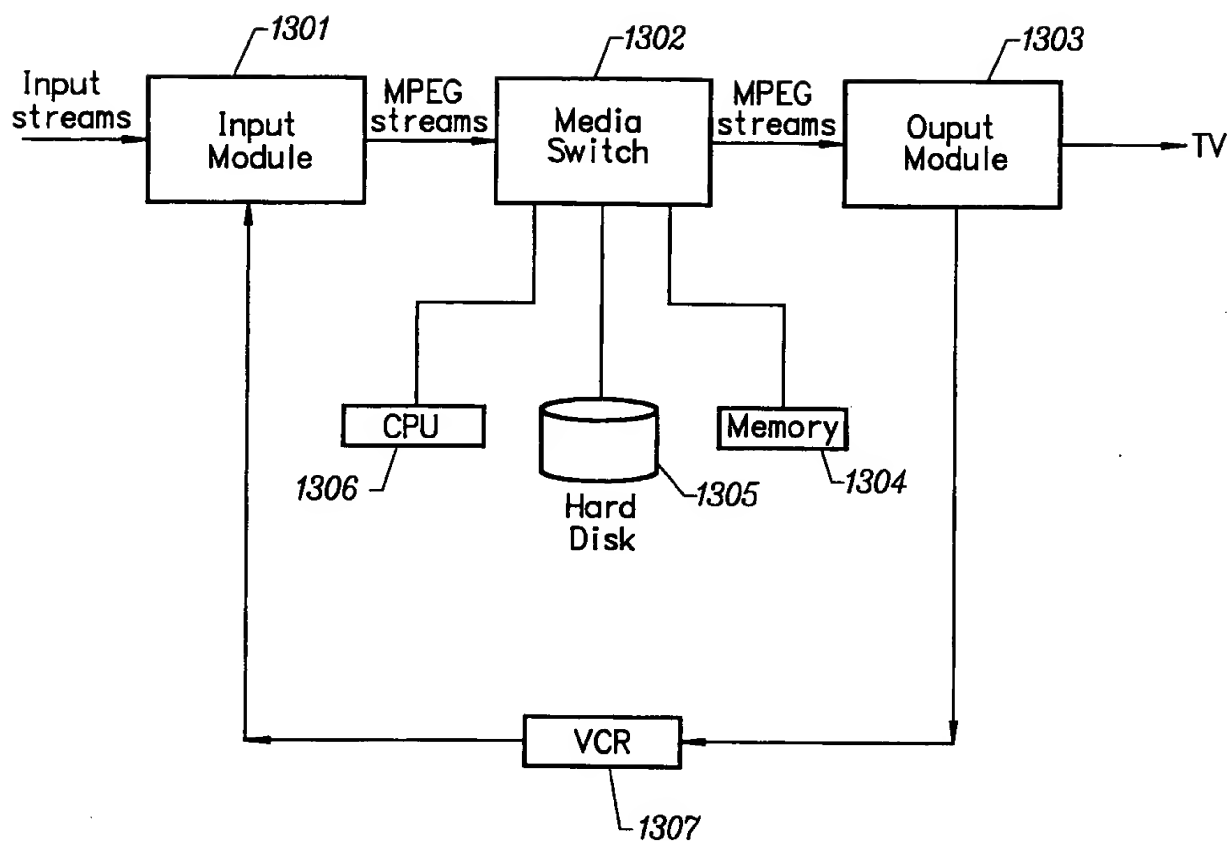 1301
1302
1303
Input
streams
Input
Module
MPEG
streams
Media
Switch
MPEG
streams
Ouput
Module
TV
CPU
1306
Hard
Disk
1305
Memory
1304
VCR
1307